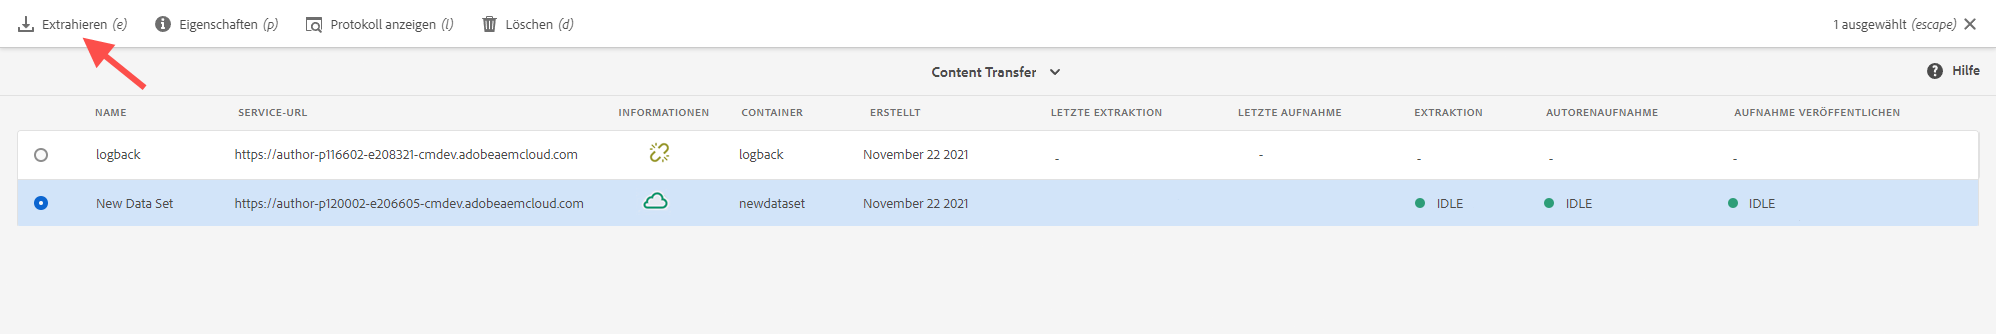 Extrahieren (e) Eigenschaften (p) Protokoll anzeigen (l) Löschen (d) 1 ausgewählt (escape)
Content Transfer Hilfe
NAME SERVICE-URL INFORMATIONEN CONTAINER ERSTELLT LETZTE EXTRAKTION LETZTE AUFNAHME EXTRAKTION AUTORENAUFNAHME AUFNAHME VERÖFFENTLICHEN
logback https://author-p116602-e208321-cmdev.adobeaemcloud.com logback November 22 2021 - - - - -
New Data Set https://author-p120002-e206605-cmdev.adobeaemcloud.com newdataset November 22 2021 IDLE IDLE IDLE